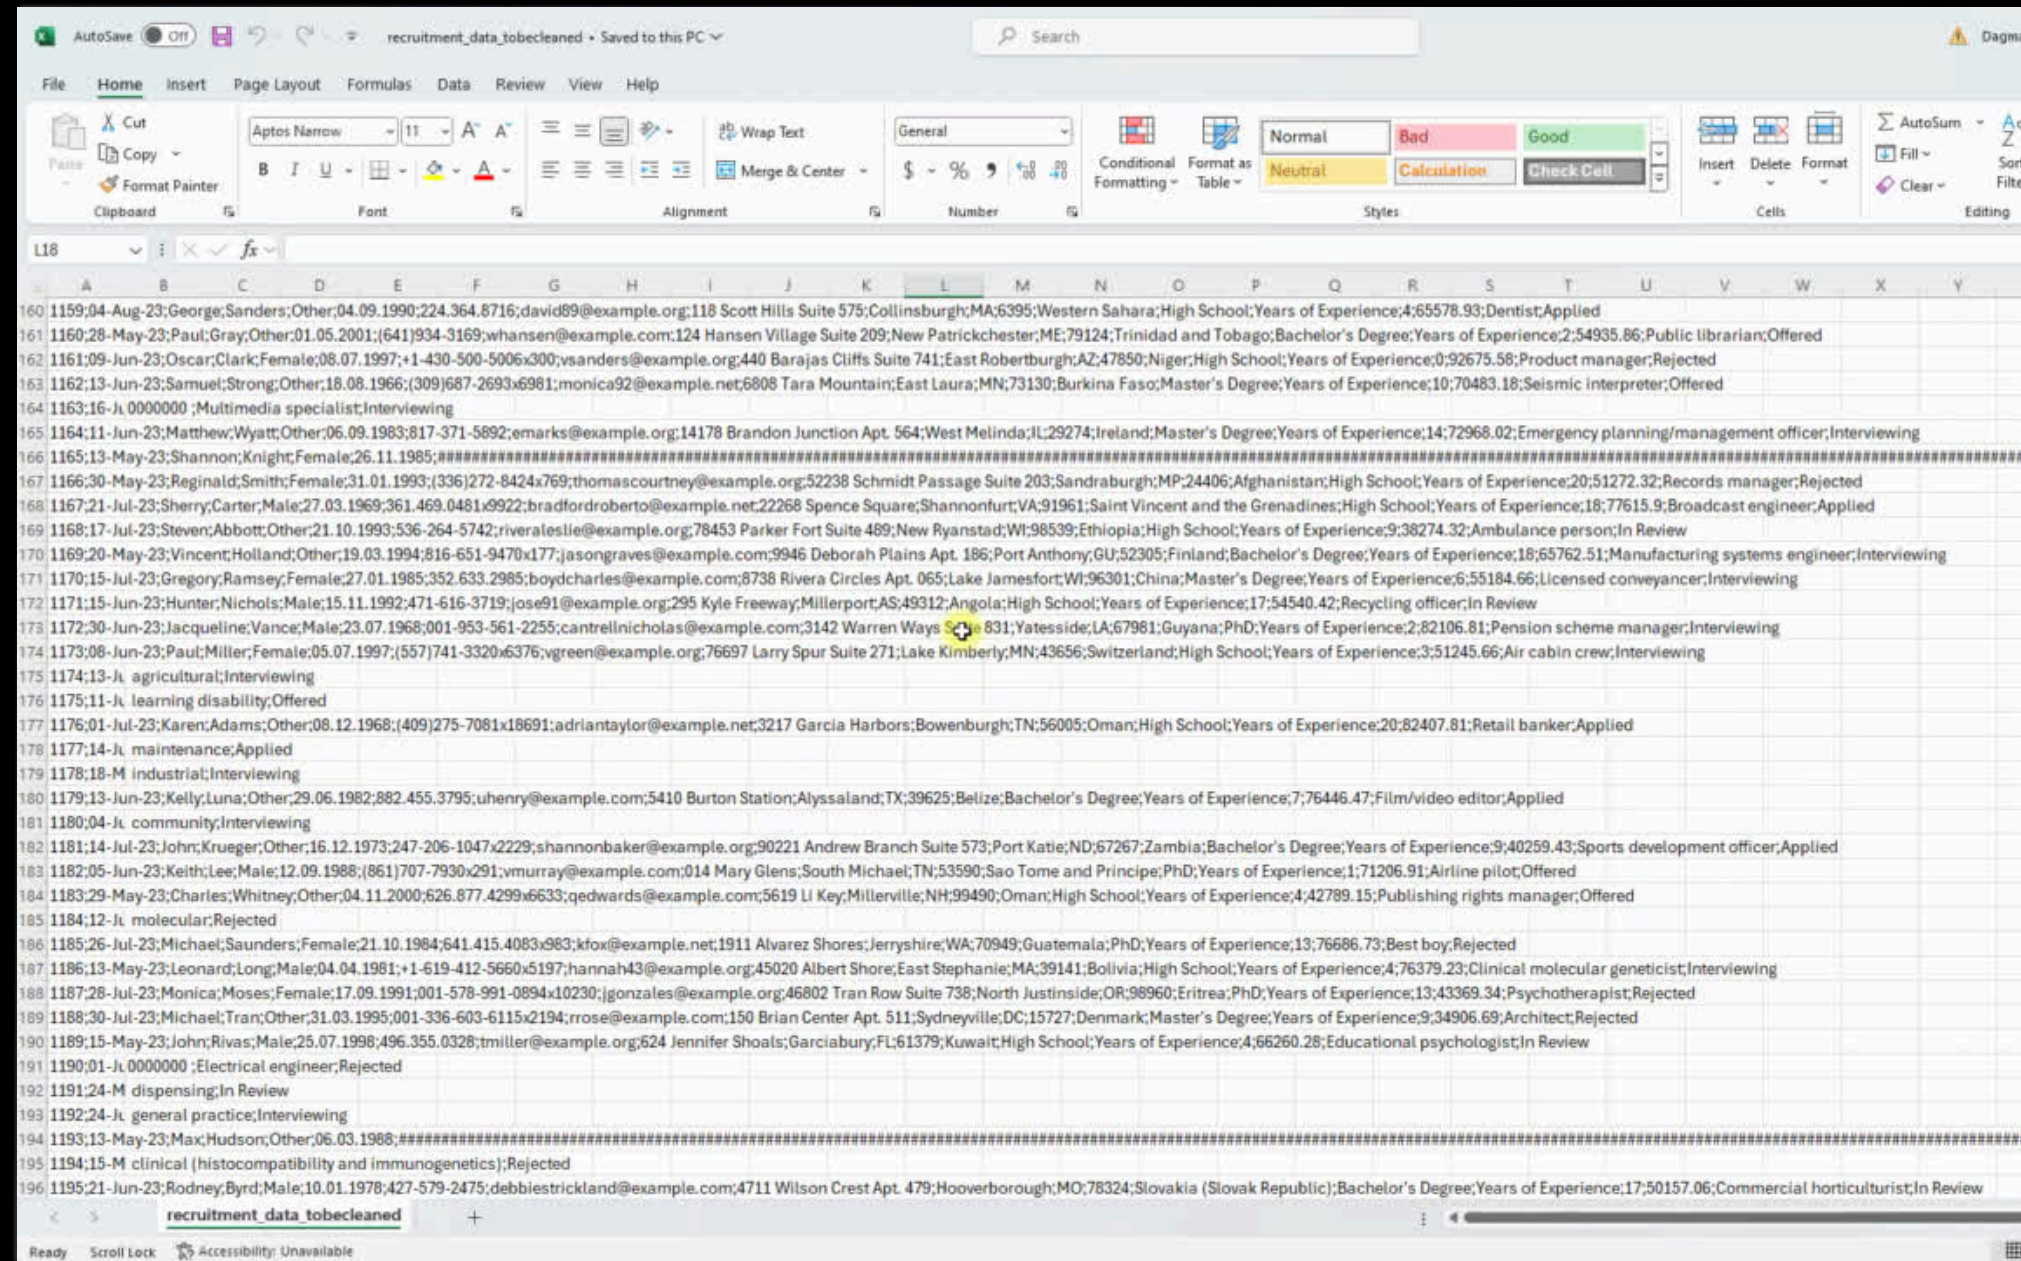 AutoSave Off recruitment_data_tobecleaned • Saved to this PC Search
File Home Insert Page Layout Formulas Data Review View Help
Cut
Copy
Paste
Format Painter
Clipboard
Aptos Narrow 11 A A
B I U A
Font
Wrap Text
Merge & Center
Alignment
General
$ % 9
Number
Conditional Formatting
Format as Table
Normal Bad Good
Neutral Calculation Check Cell
Styles
Insert Delete Format
Cells
AutoSum
Fill
Clear
Editing
L18 fx
A B C D E F G H I J K L M N O P Q R S T U V W X Y
160 1159;04-Aug-23;George;Sanders;Other;04.09.1990;224.364.8716;david89@example.org;118 Scott Hills Suite 575;Collinsburgh;MA;6395;Western Sahara;High School;Years of Experience;4;65578.93;Dentist;Applied
161 1160;28-May-23;Paul;Gray;Other;01.05.2001;(641)934-3169;whansen@example.com;124 Hansen Village Suite 209;New Patrickchester;ME;79124;Trinidad and Tobago;Bachelor's Degree;Years of Experience;2;54935.86;Public librarian;Offered
162 1161;09-Jun-23;Oscar;Clark;Female;08.07.1997;+1-430-500-5006x300;vsanders@example.org;440 Barajas Cliffs Suite 741;East Robertburgh;AZ;47850;Niger;High School;Years of Experience;0;92675.58;Product manager;Rejected
163 1162;13-Jun-23;Samuel;Strong;Other;18.08.1966;(309)687-2693x6981;monica92@example.net;6808 Tara Mountain;East Laura;MN;73130;Burkina Faso;Master's Degree;Years of Experience;10;70483.18;Seismic interpreter;Offered
164 1163;16-Ju 0000000 ;Multimedia specialist;Interviewing
165 1164;11-Jun-23;Matthew;Wyatt;Other;06.09.1983;817-371-5892;emarks@example.org;14178 Brandon Junction Apt. 564;West Melinda;IL;29274;Ireland;Master's Degree;Years of Experience;14;72968.02;Emergency planning/management officer;Interviewing
166 1165;13-May-23;Shannon;Knight;Female;26.11.1985;
167 1166;30-May-23;Reginald;Smith;Female;31.01.1993;(336)272-8424x769;thomascourtney@example.org;52238 Schmidt Passage Suite 203;Sandraburgh;MP;24406;Afghanistan;High School;Years of Experience;20;51272.32;Records manager;Rejected
168 1167;21-Jul-23;Sherry;Carter;Male;27.03.1969;361.469.0481x9922;bradfordroberto@example.net;22268 Spence Square;Shannonfurt;VA;91961;Saint Vincent and the Grenadines;High School;Years of Experience;18;77615.9;Broadcast engineer;Applied
169 1168;17-Jul-23;Steven;Abbott;Other;21.10.1993;536-264-5742;riveraleslie@example.org;78453 Parker Fort Suite 489;New Ryanstad;WI;98539;Ethiopia;High School;Years of Experience;9;38274.32;Ambulance person;In Review
170 1169;20-May-23;Vincent;Holland;Other;19.03.1994;816-651-9470x177;jasongraves@example.com;9946 Deborah Plains Apt. 186;Port Anthony;GU;52305;Finland;Bachelor's Degree;Years of Experience;18;65762.51;Manufacturing systems engineer;Interviewing
171 1170;15-Jul-23;Gregory;Ramsey;Female;27.01.1985;352.633.2985;boydcharles@example.com;8738 Rivera Circles Apt. 065;Lake Jamesfort;WI;96301;China;Master's Degree;Years of Experience;6;55184.66;Licensed conveyancer;Interviewing
172 1171;15-Jun-23;Hunter;Nichols;Male;15.11.1992;471-616-3719;jose91@example.org;295 Kyle Freeway;Millerport;AS;49312;Angola;High School;Years of Experience;17;54540.42;Recycling officer;In Review
173 1172;30-Jun-23;Jacqueline;Vance;Male;23.07.1968;001-953-561-2255;cantrellnicholas@example.com;3142 Warren Ways 831;Yatesside;LA;67981;Guyana;PhD;Years of Experience;2;82106.81;Pension scheme manager;Interviewing
174 1173;08-Jun-23;Paul;Miller;Female;05.07.1997;(557)741-3320x6376;vgreen@example.org;76697 Larry Spur Suite 271;Lake Kimberly;MN;43656;Switzerland;High School;Years of Experience;3;51245.66;Air cabin crew;Interviewing
175 1174;13-Ju agricultural;Interviewing
176 1175;11-Ju learning disability;Offered
177 1176;01-Jul-23;Karen;Adams;Other;08.12.1968;(409)275-7081x18691;adriantaylor@example.net;3217 Garcia Harbors;Bowenburgh;TN;56005;Oman;High School;Years of Experience;20;82407.81;Retail banker;Applied
178 1177;14-Ju maintenance;Applied
179 1178;18-M industrial;Interviewing
180 1179;13-Jun-23;Kelly;Luna;Other;29.06.1982;882.455.3795;uhenry@example.com;5410 Burton Station;Alyssaland;TX;39625;Belize;Bachelor's Degree;Years of Experience;7;76446.47;Film/video editor;Applied
181 1180;04-Ju community;Interviewing
182 1181;14-Jul-23;John;Krueger;Other;16.12.1973;247-206-1047x2229;shannonbaker@example.org;90221 Andrew Branch Suite 573;Port Katie;ND;67267;Zambia;Bachelor's Degree;Years of Experience;9;40259.43;Sports development officer;Applied
183 1182;05-Jun-23;Keith;Lee;Male;12.09.1988;(861)707-7930x291;vmurray@example.com;014 Mary Glens;South Michael;TN;53590;Sao Tome and Principe;PhD;Years of Experience;1;71206.91;Airline pilot;Offered
184 1183;29-May-23;Charles;Whitney;Other;04.11.2000;626.877.4299x6633;qedwards@example.com;5619 Li Key;Millerville;NH;99490;Oman;High School;Years of Experience;4;42789.15;Publishing rights manager;Offered
185 1184;12-Ju molecular;Rejected
186 1185;26-Jul-23;Michael;Saunders;Female;21.10.1984;641.415.4083x983;kfox@example.net;1911 Alvarez Shores;Jerryshire;WA;70949;Guatemala;PhD;Years of Experience;13;76686.73;Best boy;Rejected
187 1186;13-May-23;Leonard;Long;Male;04.04.1981;+1-619-412-5660x5197;hannah43@example.org;45020 Albert Shore;East Stephanie;MA;39141;Bolivia;High School;Years of Experience;4;76379.23;Clinical molecular geneticist;Interviewing
188 1187;28-Jul-23;Monica;Moses;Female;17.09.1991;001-578-991-0894x10230;jgonzales@example.org;46802 Tran Row Suite 738;North Justinside;OR;98960;Eritrea;PhD;Years of Experience;13;43369.34;Psychotherapist;Rejected
189 1188;30-Jul-23;Michael;Tran;Other;31.03.1995;001-336-603-6115x2194;rrose@example.com;150 Brian Center Apt. 511;Sydneyville;DC;15727;Denmark;Master's Degree;Years of Experience;9;34906.69;Architect;Rejected
190 1189;15-May-23;John;Rivas;Male;25.07.1998;496.355.0328;tmiller@example.org;624 Jennifer Shoals;Garciabury;FL;61379;Kuwait;High School;Years of Experience;4;66260.28;Educational psychologist;In Review
191 1190;01-Ju 0000000 ;Electrical engineer;Rejected
192 1191;24-M dispensing;In Review
193 1192;24-Ju general practice;Interviewing
194 1193;13-May-23;Max;Hudson;Other;06.03.1988;
195 1194;15-M clinical (histocompatibility and immunogenetics);Rejected
196 1195;21-Jun-23;Rodney;Byrd;Male;10.01.1978;427-579-2475;debbiestrickland@example.com;4711 Wilson Crest Apt. 479;Hooverborough;MO;78324;Slovakia (Slovak Republic);Bachelor's Degree;Years of Experience;17;50157.06;Commercial horticulturist;In Review
recruitment_data_tobecleaned +
Ready Scroll Lock Accessibility: Unavailable